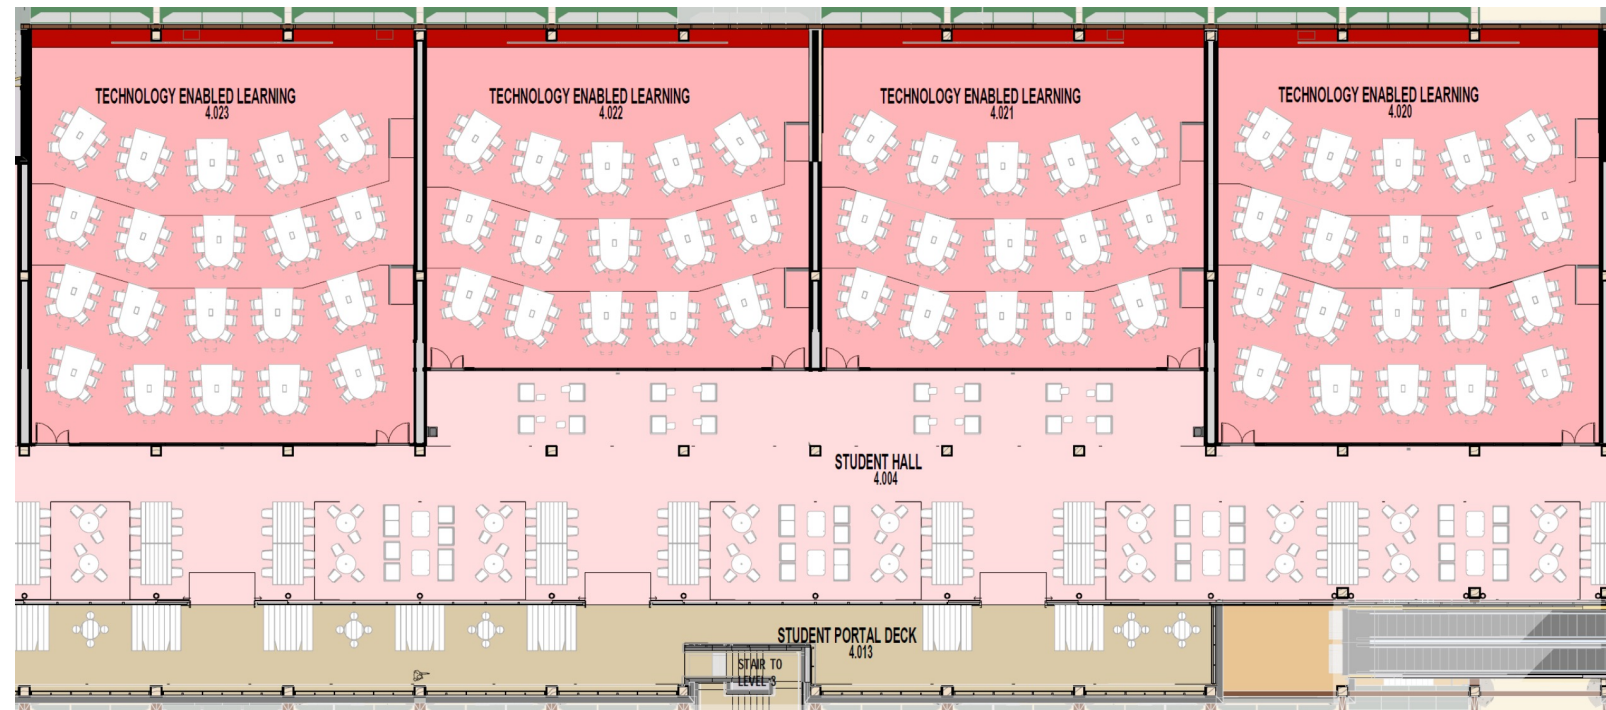 TECHNOLOGY ENABLED LEARNING
4.023
TECHNOLOGY ENABLED LEARNING
4.022
TECHNOLOGY ENABLED LEARNING
4.021
TECHNOLOGY ENABLED LEARNING
4.020
STUDENT HALL
4.004
STUDENT PORTAL DECK
4.013
STAIR TO
LEVEL 3